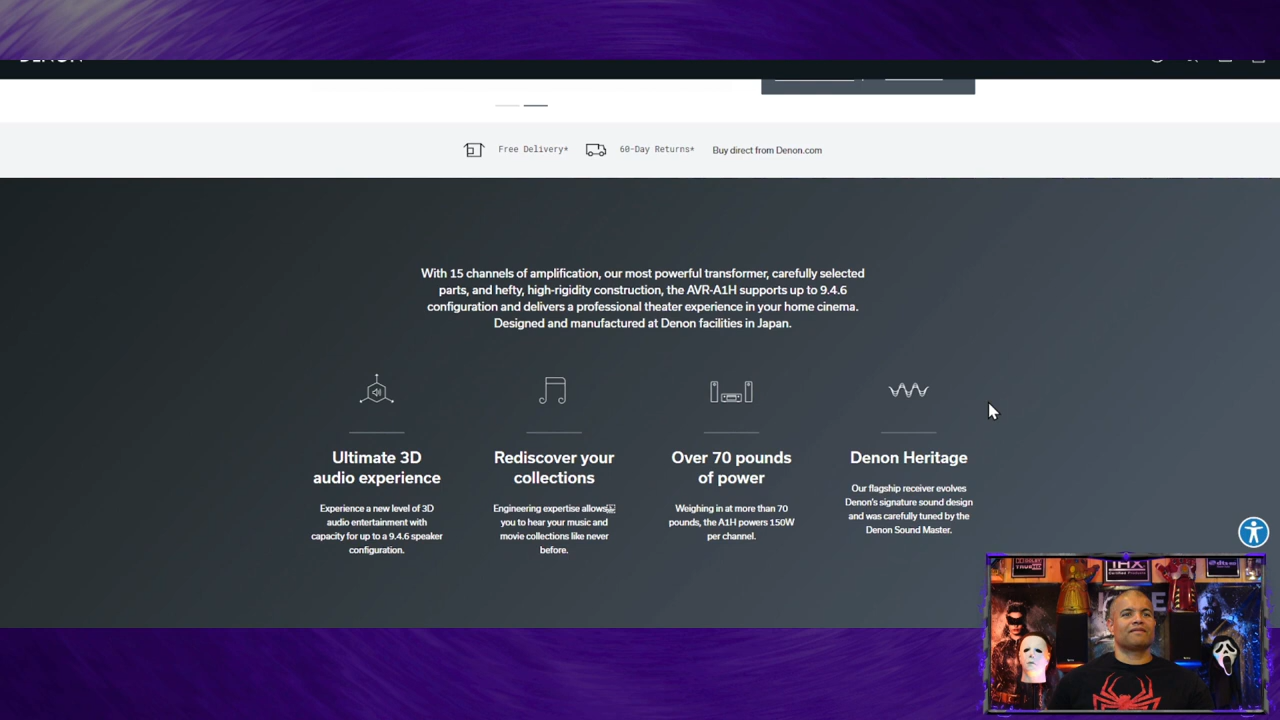 DENON
Free Delivery*
60-Day Returns*
Buy direct from Denon.com
With 15 channels of amplification, our most powerful transformer, carefully selected
parts, and hefty, high-rigidity construction, the AVR-A1H supports up to 9.4.6
configuration and delivers a professional theater experience in your home cinema.
Designed and manufactured at Denon facilities in Japan.
Ultimate 3D
audio experience
Experience a new level of 3D
audio entertainment with
capacity for up to a 9.4.6 speaker
configuration.
Rediscover your
collections
Engineering expertise allows
you to hear your music and
movie collections like never
before.
Over 70 pounds
of power
Weighing in at more than 70
pounds, the A1H powers 150W
per channel.
Denon Heritage
Our flagship receiver evolves
Denon's signature sound design
and was carefully tuned by the
Denon Sound Master.
THX
dts